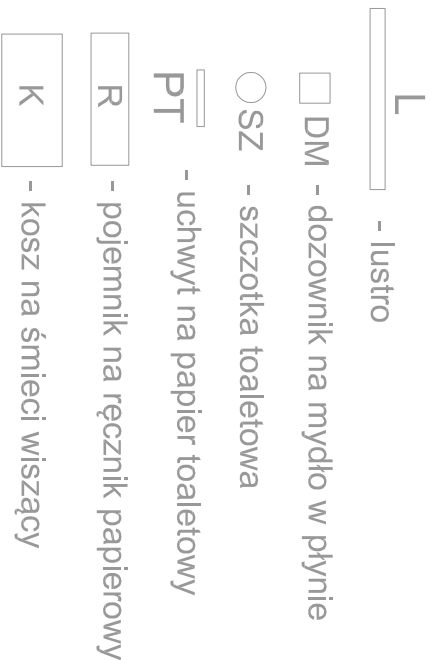 L - lustro
DM - dozownik na mydło w płynie
SZ - szczotka toaletowa
PT - uchwyt na papier toaletowy
R - pojemnik na ręcznik papierowy
K - kosz na śmieci wiszący